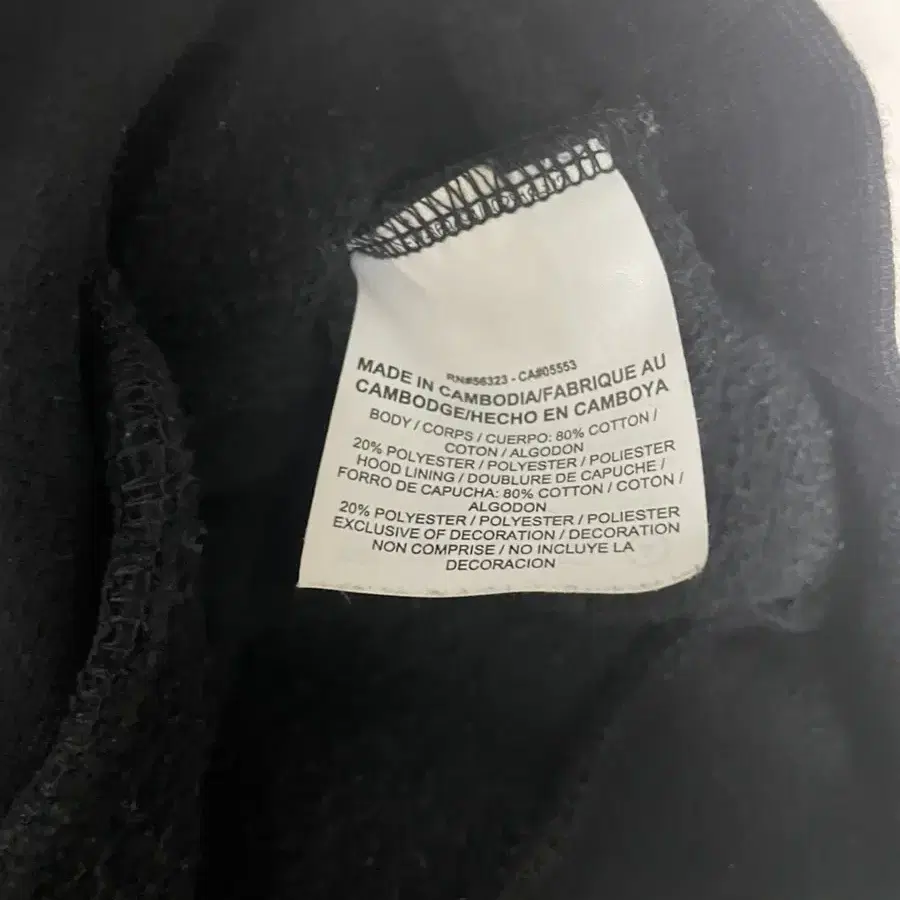 RN#56323 - CA#05553
MADE IN CAMBODIA/FABRIQUE AU
CAMBODGE/HECHO EN CAMBOYA
BODY / CORPS / CUERPO: 80% COTTON /
COTON / ALGODON
20% POLYESTER / POLYESTER / POLIESTER
HOOD LINING / DOUBLURE DE CAPUCHE /
FORRO DE CAPUCHA: 80% COTTON / COTON /
ALGODON
20% POLYESTER / POLYESTER / POLIESTER
EXCLUSIVE OF DECORATION / DECORATION
NON COMPRISE / NO INCLUYE LA
DECORACION